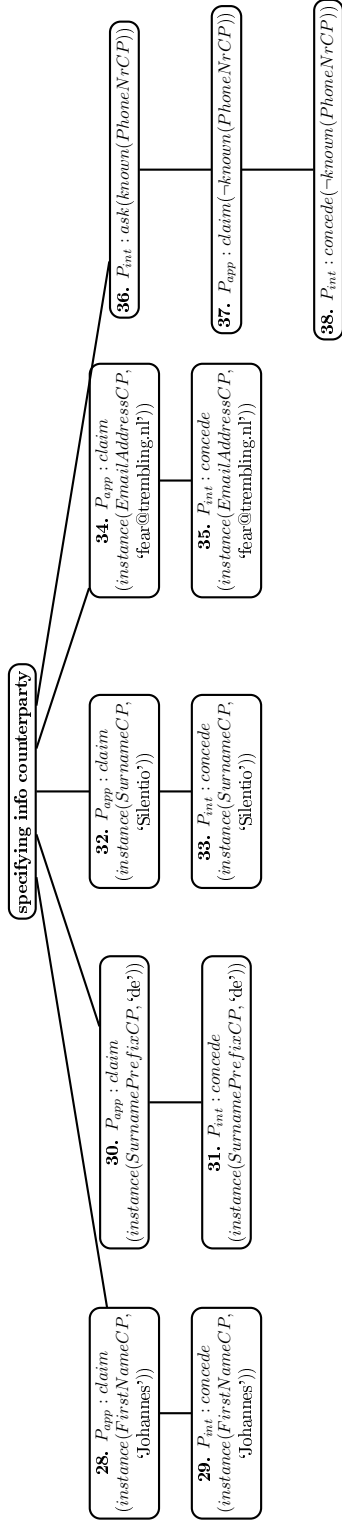 specifying info counterparty
28. P_app : claim
(instance(FirstNameCP,
‘Johannes’))
29. P_int : concede
(instance(FirstNameCP,
‘Johannes’))
30. P_app : claim
(instance(SurnamePrefixCP, ‘de’))
31. P_int : concede
(instance(SurnamePrefixCP, ‘de’))
32. P_app : claim
(instance(SurnameCP,
‘Silentio’))
33. P_int : concede
(instance(SurnameCP,
‘Silentio’))
34. P_app : claim
(instance(EmailAddressCP,
‘fear@trembling.nl’))
35. P_int : concede
(instance(EmailAddressCP,
‘fear@trembling.nl’))
36. P_int : ask(known(PhoneNrCP))
37. P_app : claim(¬known(PhoneNrCP))
38. P_int : concede(¬known(PhoneNrCP))